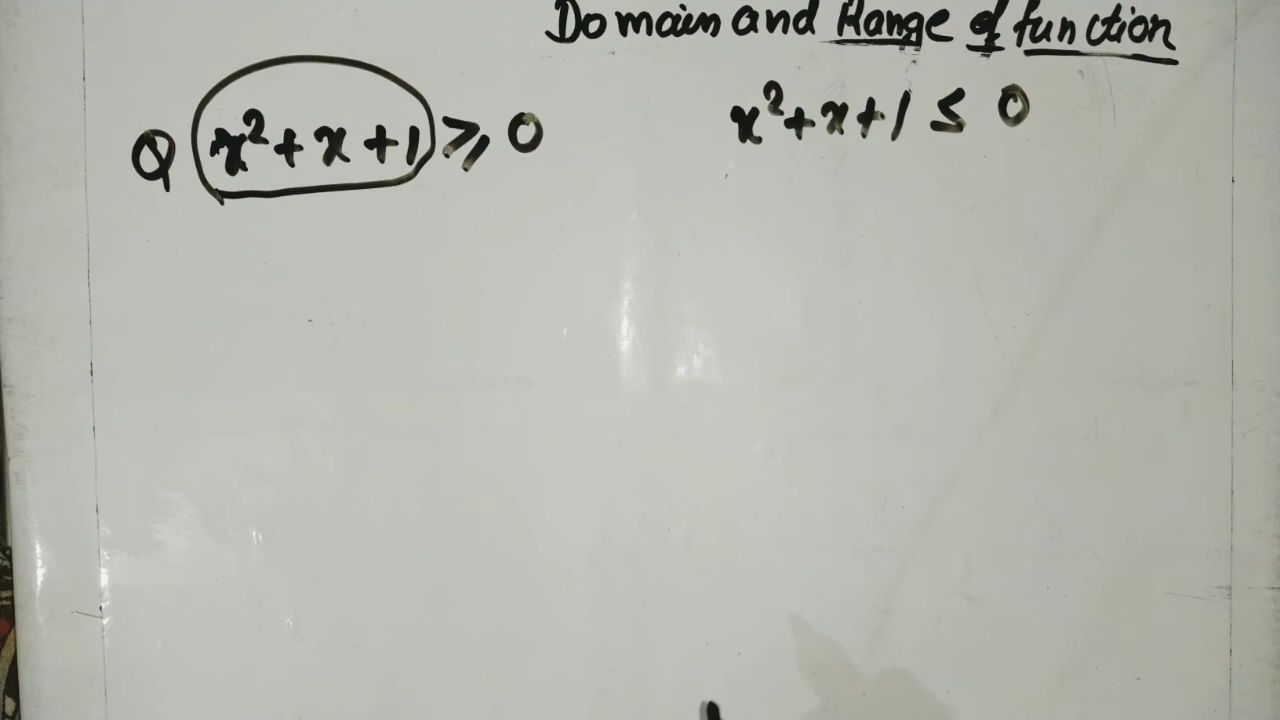 Domain and Range of function
Q x² + x + 1 ⩾ 0
x² + x + 1 ≤ 0